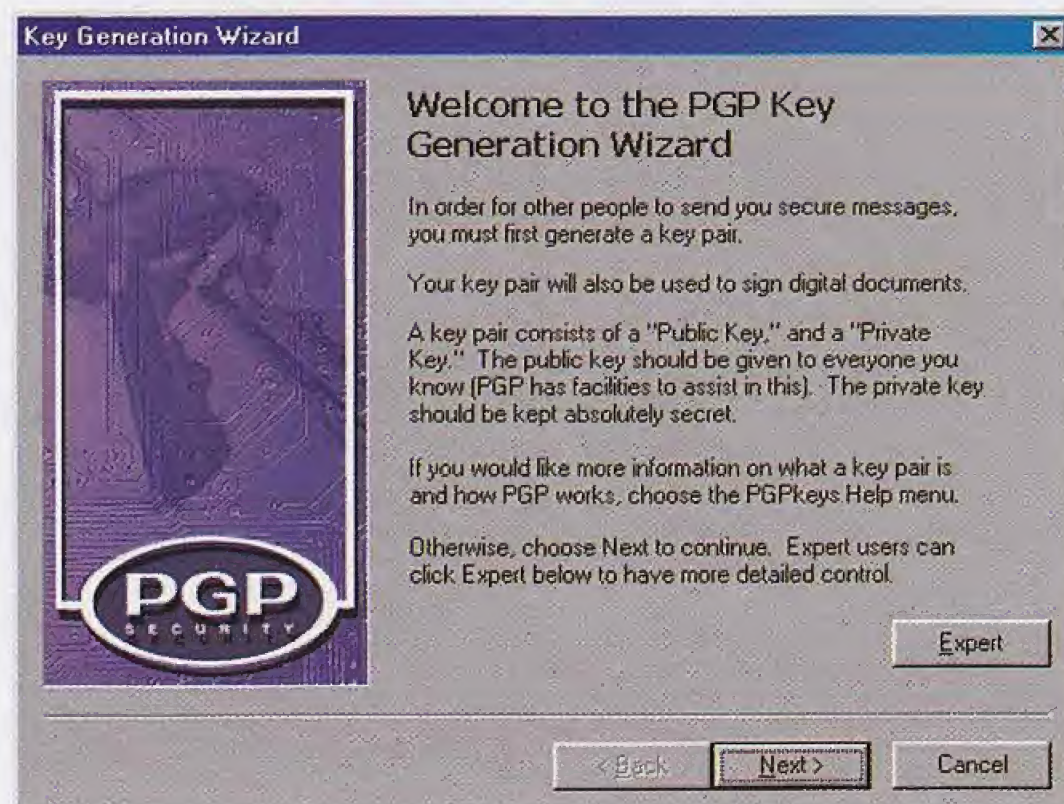 Key Generation Wizard
Welcome to the PGP Key
Generation Wizard
In order for other people to send you secure messages,
you must first generate a key pair.
Your key pair will also be used to sign digital documents.
A key pair consists of a "Public Key," and a "Private
Key." The public key should be given to everyone you
know (PGP has facilities to assist in this). The private key
should be kept absolutely secret.
If you would like more information on what a key pair is
and how PGP works, choose the PGPkeys Help menu.
Otherwise, choose Next to continue. Expert users can
click Expert below to have more detailed control.
PGP
SECURITY
Expert
< Back
Next >
Cancel